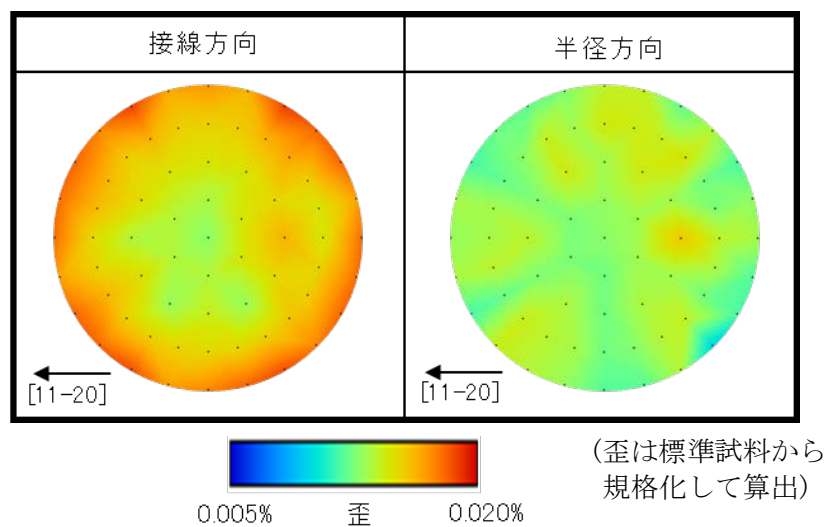 接線方向
半径方向
[11-20]
[11-20]
(歪は標準試料から
規格化して算出)
0.005%
歪
0.020%